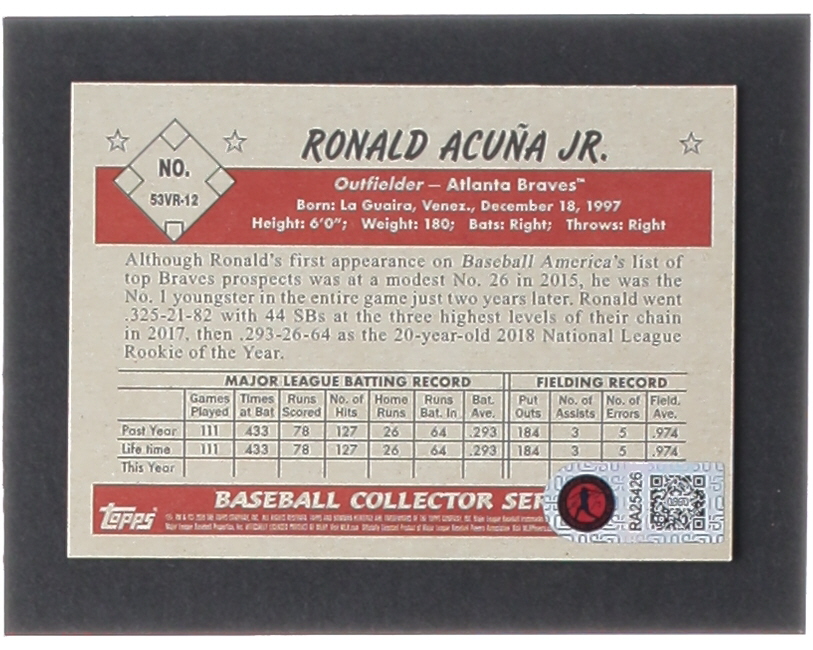 RONALD ACUÑA JR.
NO.
53VR-12
Outfielder – Atlanta Braves™
Born: La Guaira, Venez., December 18, 1997
Height: 6'0"; Weight: 180; Bats: Right; Throws: Right
Although Ronald's first appearance on Baseball America's list of
top Braves prospects was at a modest No. 26 in 2015, he was the
No. 1 youngster in the entire game just two years later. Ronald went
.325-21-82 with 44 SBs at the three highest levels of their chain
in 2017, then .293-26-64 as the 20-year-old 2018 National League
Rookie of the Year.
MAJOR LEAGUE BATTING RECORD FIELDING RECORD
Games Times Runs No. of Home Runs Bat. Put No. of No. of Field.
Played at Bat Scored Hits Runs Bat. In Ave. Outs Assists Errors Ave.
Past Year 111 433 78 127 26 64 .293 184 3 5 .974
Life time 111 433 78 127 26 64 .293 184 3 5 .974
This Year
BASEBALL COLLECTOR SER
topps
RA25426